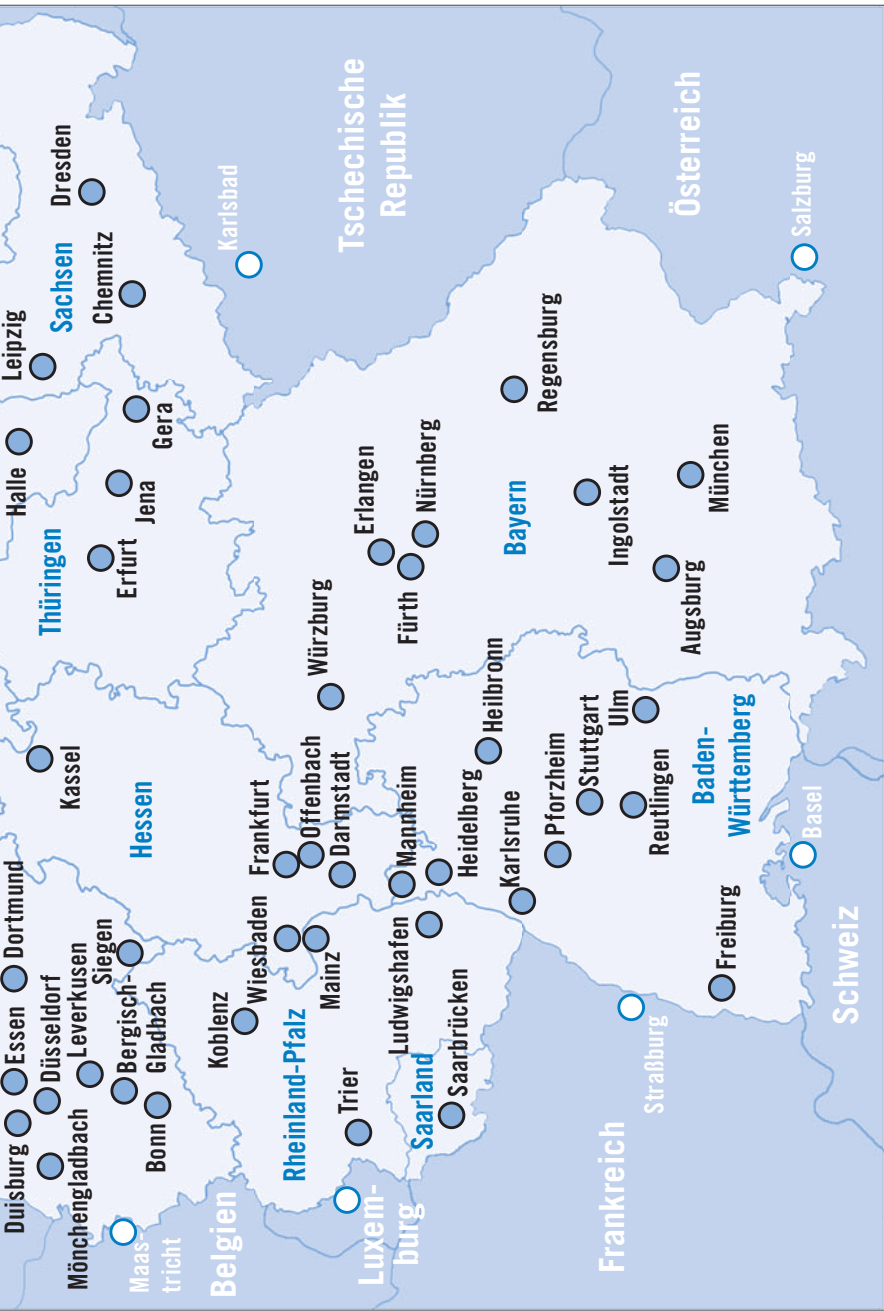 Duisburg
Essen
Dortmund
Düsseldorf
Mönchengladbach
Leverkusen
Siegen
Bergisch-
Gladbach
Bonn
Maas-
tricht
Belgien
Kassel
Hessen
Thüringen
Halle
Leipzig
Erfurt
Jena
Gera
Sachsen
Chemnitz
Dresden
Karlsbad
Tschechische
Republik
Koblenz
Wiesbaden
Frankfurt
Offenbach
Darmstadt
Mainz
Rheinland-Pfalz
Trier
Luxem-
burg
Saarland
Saarbrücken
Ludwigshafen
Mannheim
Heidelberg
Würzburg
Erlangen
Fürth
Nürnberg
Heilbronn
Karlsruhe
Pforzheim
Stuttgart
Reutlingen
Ulm
Bayern
Regensburg
Ingolstadt
Augsburg
München
Baden-
Württemberg
Freiburg
Frankreich
Straßburg
Basel
Schweiz
Österreich
Salzburg